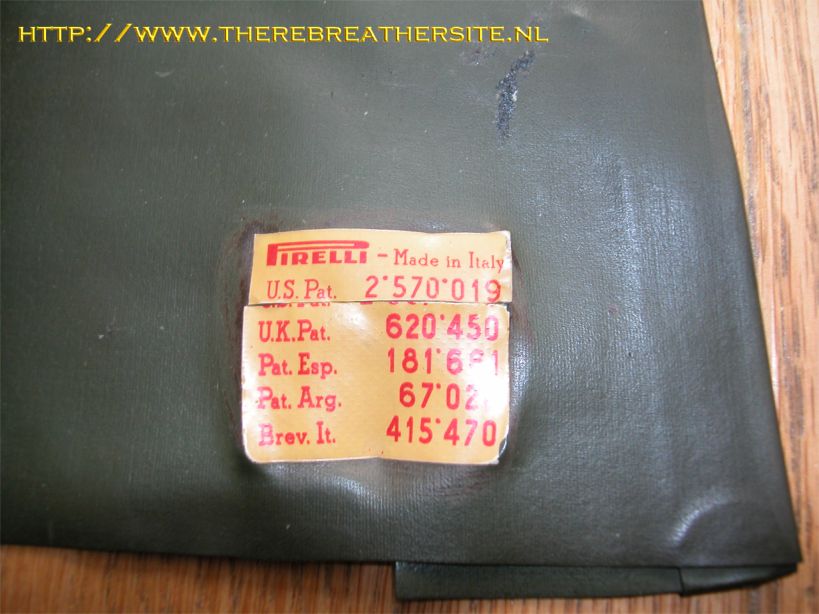 HTTP://WWW.THEREBREATHERSITE.NL
PIRELLI - Made in Italy
U.S. Pat. 2'570'019
U.K. Pat. 620'450
Pat. Esp.
Pat. Arg.
Brev. It. 415'470